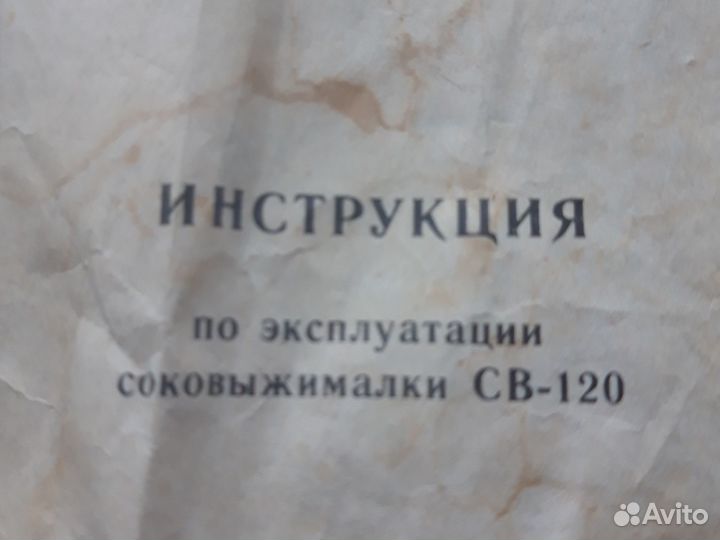 ИНСТРУКЦИЯ
по эксплуатации
соковыжималки СВ-120
Avito